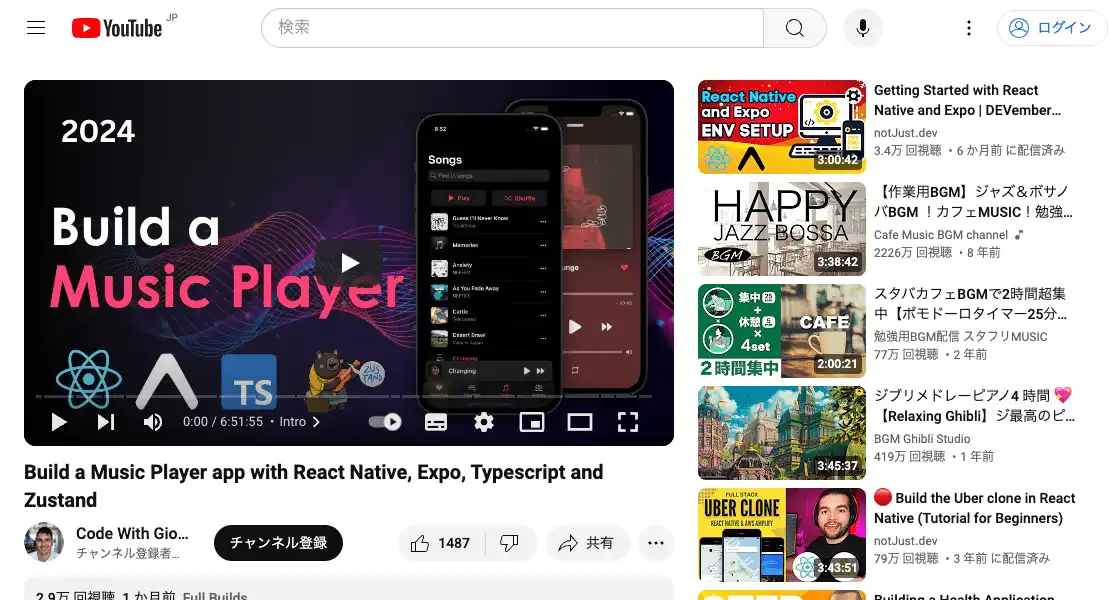 YouTube JP
検索
ログイン
2024
Build a
Music Player
TS
ZUS
TAND
8:52
Songs
Find in songs
Play
Shuffle
Guess I'll Never Know
TrackTribe
Memories
Anxiety
NEFFEX
As You Fade Away
NEFFEX
Cattle
Telecasted
Desert Brawl
Vans in Japan
Changing
Changing
0:00 / 6:51:55 • Intro
Build a Music Player app with React Native, Expo, Typescript and
Zustand
Code With Gio...
チャンネル登録者...
チャンネル登録
1487
共有
2.9万 回視聴 1 か月前 Full Builds
React Native
and Expo
ENV SETUP
3:00:42
Getting Started with React
Native and Expo | DEVember...
notJust.dev
3.4万 回視聴 ・6 か月前 に配信済み
HAPPY
JAZZ BOSSA
BGM
3:38:42
【作業用BGM】ジャズ＆ボサノ
バBGM ！カフェMUSIC！勉強...
Cafe Music BGM channel
2226万 回視聴 ・8 年前
集中25分
+
休憩5分
×
4set
2時間集中
CAFE
2:00:21
スタバカフェBGMで2時間超集
中【ポモドーロタイマー25分...
勉強用BGM配信 スタフリMUSIC
77万 回視聴 ・2 年前
3:45:37
ジブリメドレーピアノ4 時間 💖
【Relaxing Ghibli】ジ最高のピ...
BGM Ghibli Studio
419万 回視聴 ・1 年前
FULL STACK
UBER CLONE
REACT NATIVE & AWS AMPLIFY
3:43:51
🔴 Build the Uber clone in React
Native (Tutorial for Beginners)
notJust.dev
79万 回視聴 ・3 年前 に配信済み
Building a Health Application